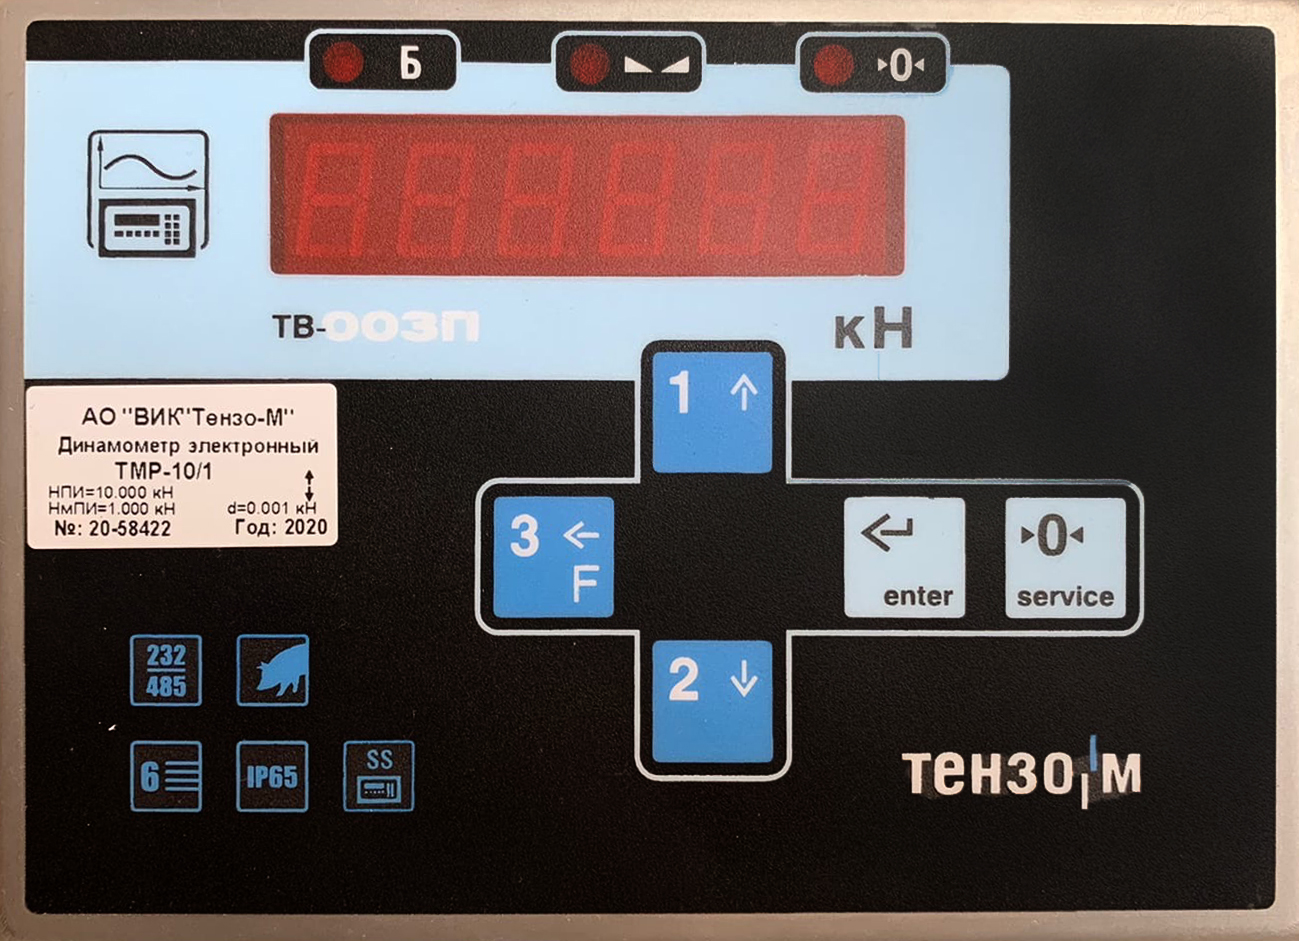 Б
>0<
ТВ-003П
кН
АО "ВИК"Тензо-М"
Динамометр электронный
ТМР-10/1
НПИ=10.000 кН
НмПИ=1.000 кН d=0.001 кН
№: 20-58422 Год: 2020
1
3
F
enter
>0<
service
2
232
485
6
IP65
SS
тензо м